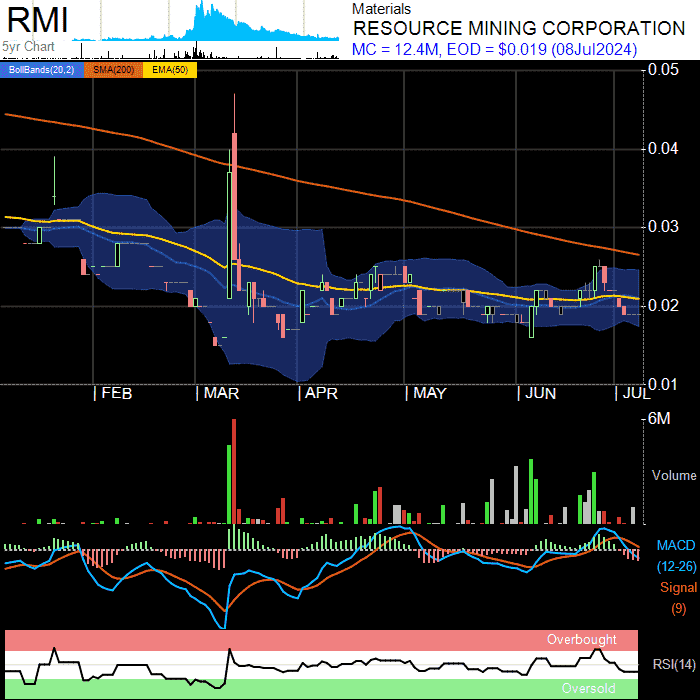 RMI
5yr Chart
Materials
RESOURCE MINING CORPORATION
MC = 12.4M, EOD = $0.019 (08Jul2024)
BollBands(20,2) SMA(200) EMA(50)
0.05
0.04
0.03
0.02
0.01
| FEB | MAR | APR | MAY | JUN | JUL
6M
Volume
MACD
(12-26)
Signal
(9)
Overbought
RSI(14)
Oversold